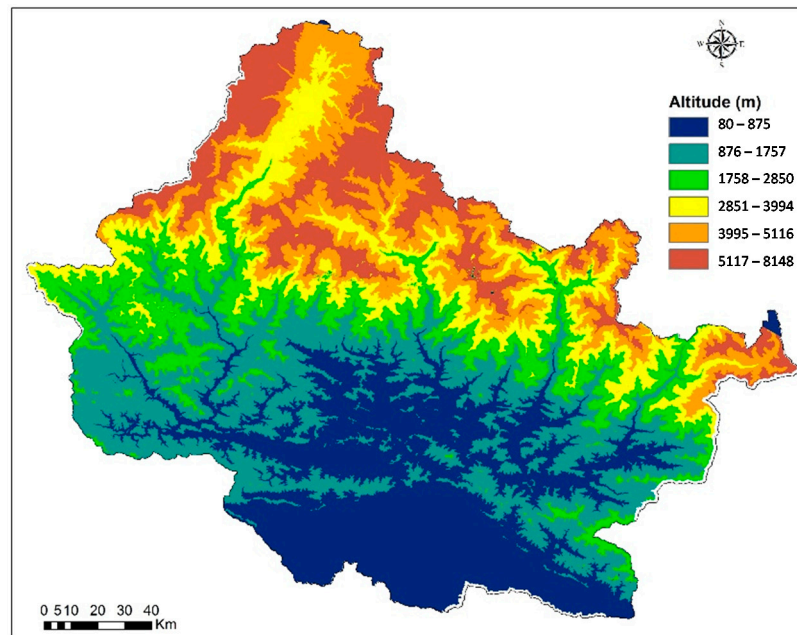 N
W E
S
Altitude (m)
80 – 875
876 – 1757
1758 – 2850
2851 – 3994
3995 – 5116
5117 – 8148
0 5 10 20 30 40
Km